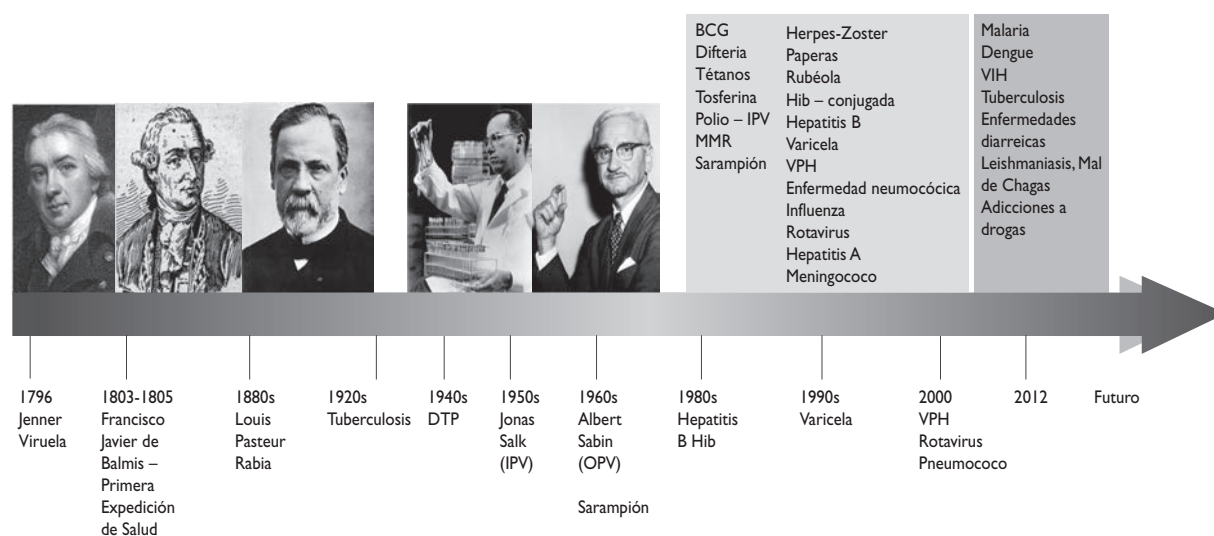 BCG
Difteria
Tétanos
Tosferina
Polio – IPV
MMR
Sarampión
Herpes-Zoster
Paperas
Rubéola
Hib – conjugada
Hepatitis B
Varicela
VPH
Enfermedad neumocócica
Influenza
Rotavirus
Hepatitis A
Meningococo
Malaria
Dengue
VIH
Tuberculosis
Enfermedades
diarreicas
Leishmaniasis, Mal
de Chagas
Adicciones a
drogas
1796
Jenner
Viruela
1803-1805
Francisco
Javier de
Balmis –
Primera
Expedición
de Salud
1880s
Louis
Pasteur
Rabia
1920s
Tuberculosis
1940s
DTP
1950s
Jonas
Salk
(IPV)
1960s
Albert
Sabin
(OPV)
Sarampión
1980s
Hepatitis
B Hib
1990s
Varicela
2000
VPH
Rotavirus
Pneumococo
2012
Futuro